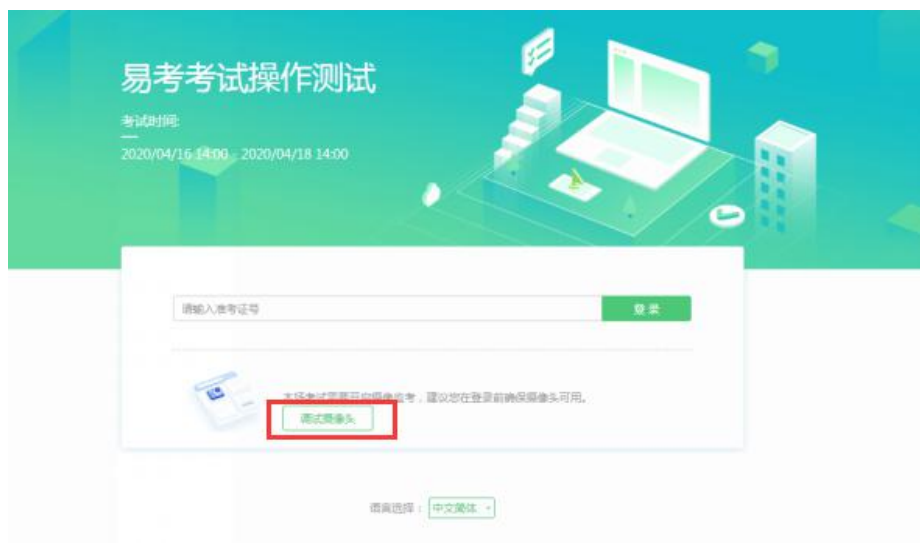 易考考试操作测试
考试时间:
2020/04/16 14:00 - 2020/04/18 14:00
请输入准考证号
登录
本场考试需要开启摄像监考，建议您在登录前确保摄像头可用。
调试摄像头
语言选择： 中文简体